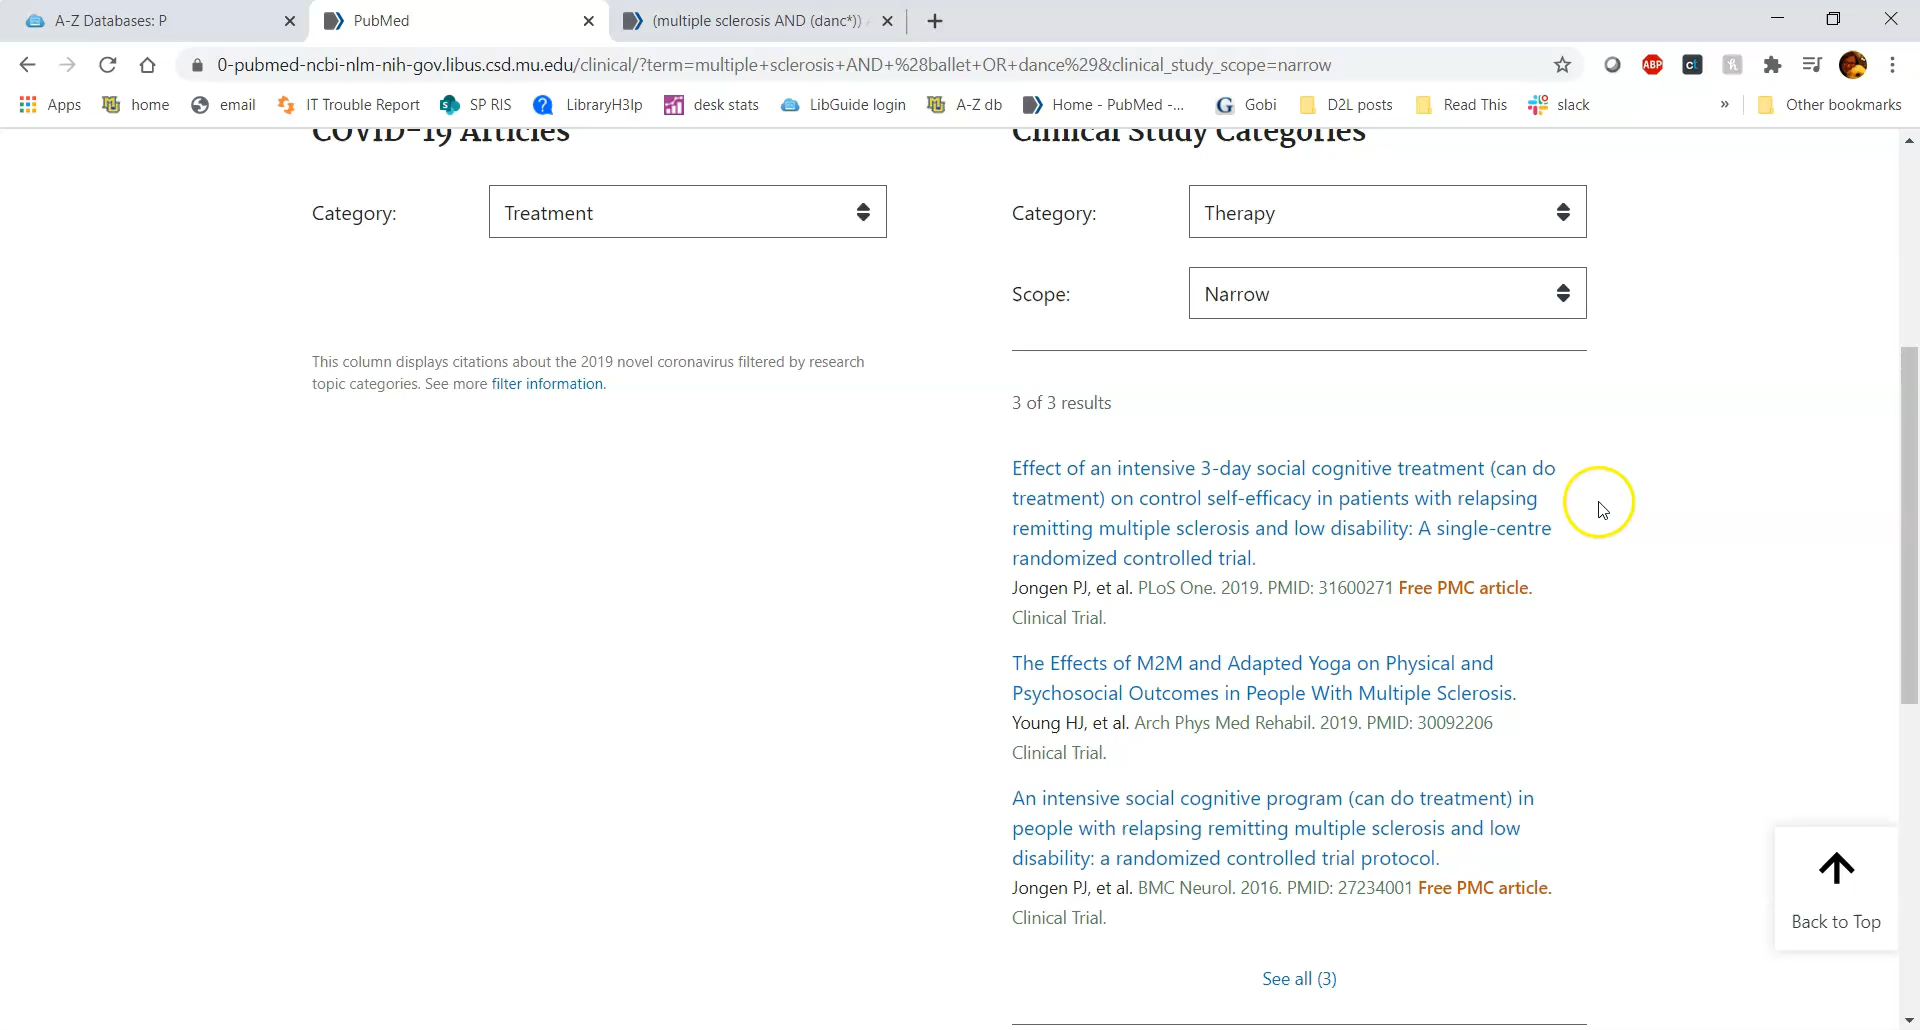 A-Z Databases: P
PubMed
(multiple sclerosis AND (danc*))
0-pubmed-ncbi-nlm-nih-gov.libus.csd.mu.edu/clinical/?term=multiple+sclerosis+AND+%28ballet+OR+dance%29&clinical_study_scope=narrow
ABP
ct
Apps
home
email
IT Trouble Report
SP RIS
LibraryH3lp
desk stats
LibGuide login
A-Z db
Home - PubMed -...
Gobi
D2L posts
Read This
slack
»
Other bookmarks
COVID-19 Articles
Category:
Treatment
This column displays citations about the 2019 novel coronavirus filtered by research
topic categories. See more filter information.
Clinical Study Categories
Category:
Therapy
Scope:
Narrow
3 of 3 results
Effect of an intensive 3-day social cognitive treatment (can do
treatment) on control self-efficacy in patients with relapsing
remitting multiple sclerosis and low disability: A single-centre
randomized controlled trial.
Jongen PJ, et al. PLoS One. 2019. PMID: 31600271 Free PMC article.
Clinical Trial.
The Effects of M2M and Adapted Yoga on Physical and
Psychosocial Outcomes in People With Multiple Sclerosis.
Young HJ, et al. Arch Phys Med Rehabil. 2019. PMID: 30092206
Clinical Trial.
An intensive social cognitive program (can do treatment) in
people with relapsing remitting multiple sclerosis and low
disability: a randomized controlled trial protocol.
Jongen PJ, et al. BMC Neurol. 2016. PMID: 27234001 Free PMC article.
Clinical Trial.
See all (3)
Back to Top